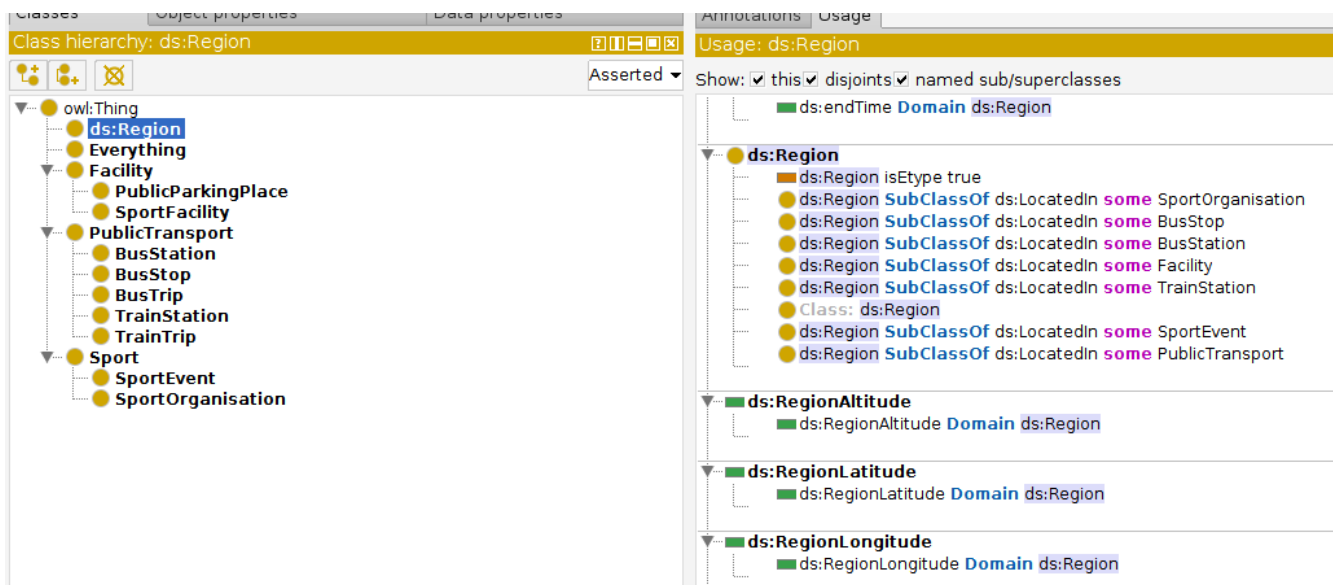 Classes
Object properties
Data properties
Class hierarchy: ds:Region
Asserted
owl:Thing
ds:Region
Everything
Facility
PublicParkingPlace
SportFacility
PublicTransport
BusStation
BusStop
BusTrip
TrainStation
TrainTrip
Sport
SportEvent
SportOrganisation
Annotations
Usage
Usage: ds:Region
Show: this disjoints named sub/superclasses
ds:endTime Domain ds:Region
ds:Region
ds:Region isEtype true
ds:Region SubClassOf ds:LocatedIn some SportOrganisation
ds:Region SubClassOf ds:LocatedIn some BusStop
ds:Region SubClassOf ds:LocatedIn some BusStation
ds:Region SubClassOf ds:LocatedIn some Facility
ds:Region SubClassOf ds:LocatedIn some TrainStation
Class: ds:Region
ds:Region SubClassOf ds:LocatedIn some SportEvent
ds:Region SubClassOf ds:LocatedIn some PublicTransport
ds:RegionAltitude
ds:RegionAltitude Domain ds:Region
ds:RegionLatitude
ds:RegionLatitude Domain ds:Region
ds:RegionLongitude
ds:RegionLongitude Domain ds:Region